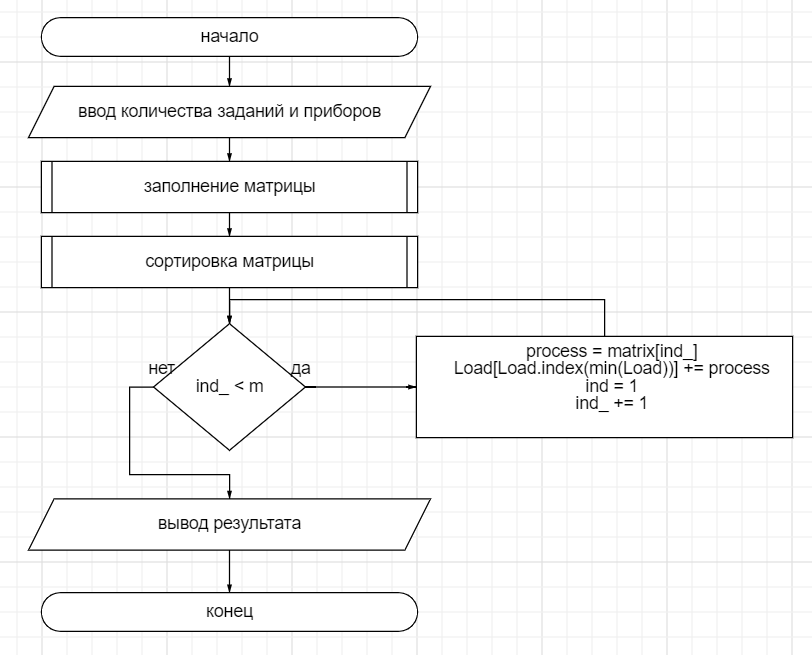 начало
ввод количества заданий и приборов
заполнение матрицы
сортировка матрицы
нет
ind_ < m
да
process = matrix[ind_]
Load[Load.index(min(Load))] += process
ind = 1
ind_ += 1
вывод результата
конец